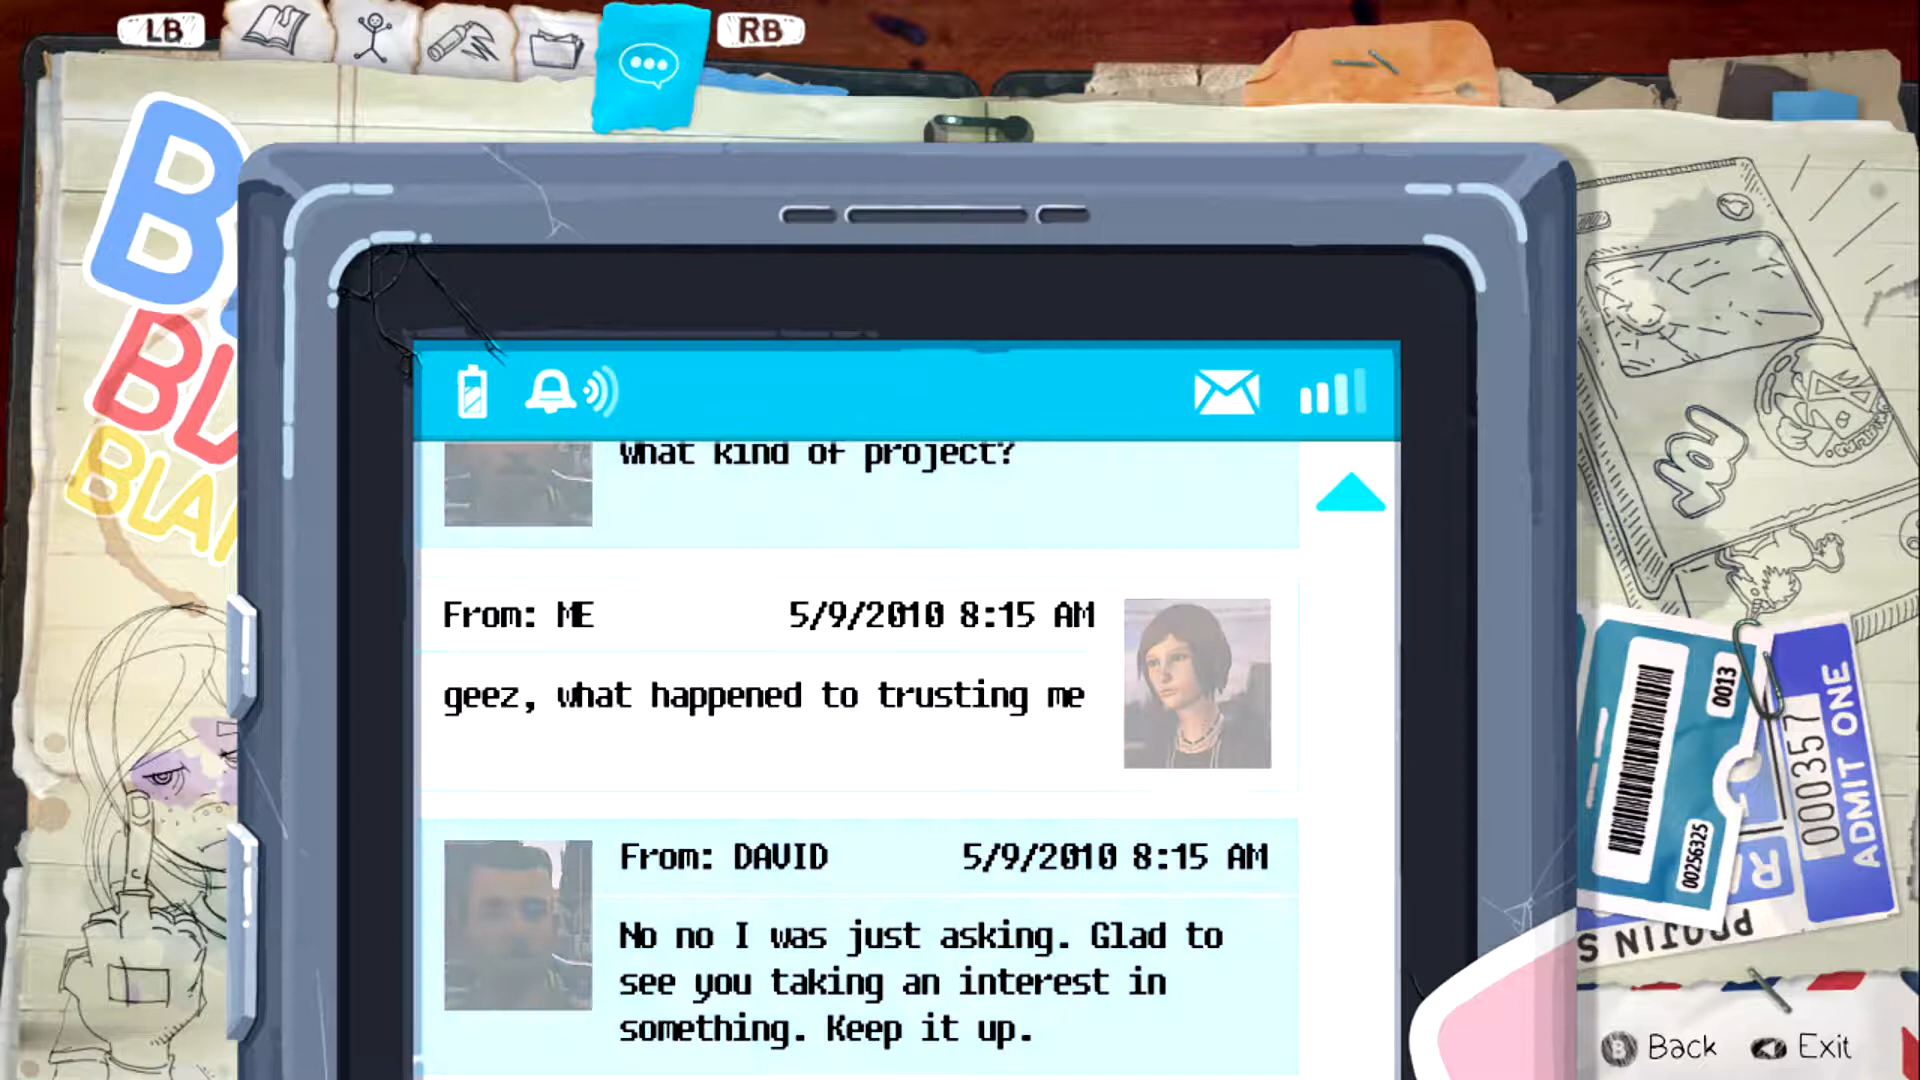 LB
RB
What kind of project?
From: ME 5/9/2010 8:15 AM
geez, what happened to trusting me
From: DAVID 5/9/2010 8:15 AM
No no I was just asking. Glad to
see you taking an interest in
something. Keep it up.
0013
00256325
000357
ADMIT ONE
B Back
Exit